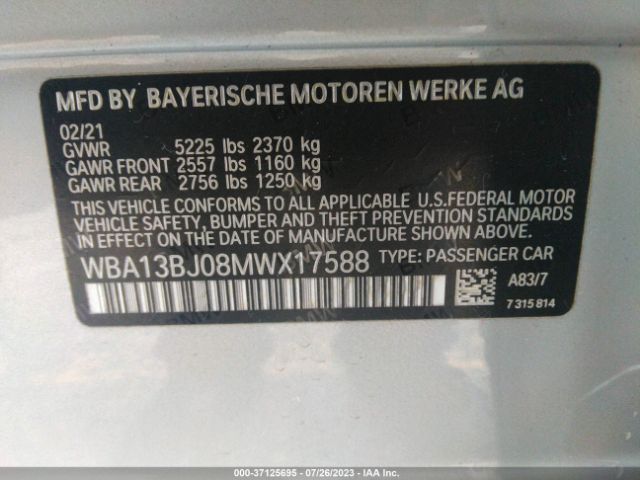 MFD BY BAYERISCHE MOTOREN WERKE AG
02/21
GVWR 5225 lbs 2370 kg
GAWR FRONT 2557 lbs 1160 kg
GAWR REAR 2756 lbs 1250 kg
THIS VEHICLE CONFORMS TO ALL APPLICABLE U.S.FEDERAL MOTOR
VEHICLE SAFETY, BUMPER AND THEFT PREVENTION STANDARDS
IN EFFECT ON THE DATE OF MANUFACTURE SHOWN ABOVE.
WBA13BJ08MWX17588 TYPE: PASSENGER CAR
A83/7
7315814
000-37125695 - 07/26/2023 - IAA Inc.